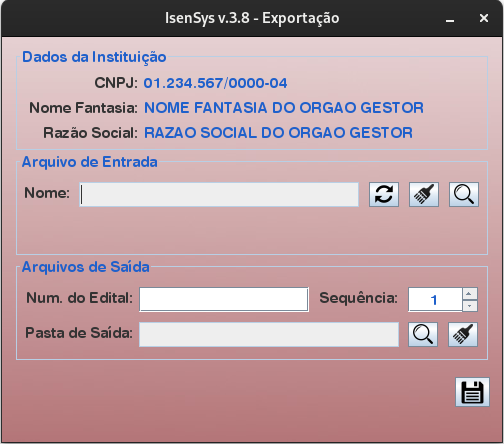 IsenSys v.3.8 - Exportação
Dados da Instituição
CNPJ: 01.234.567/0000-04
Nome Fantasia: NOME FANTASIA DO ORGAO GESTOR
Razão Social: RAZAO SOCIAL DO ORGAO GESTOR
Arquivo de Entrada
Nome:
Arquivos de Saída
Num. do Edital: Sequência: 1
Pasta de Saída: